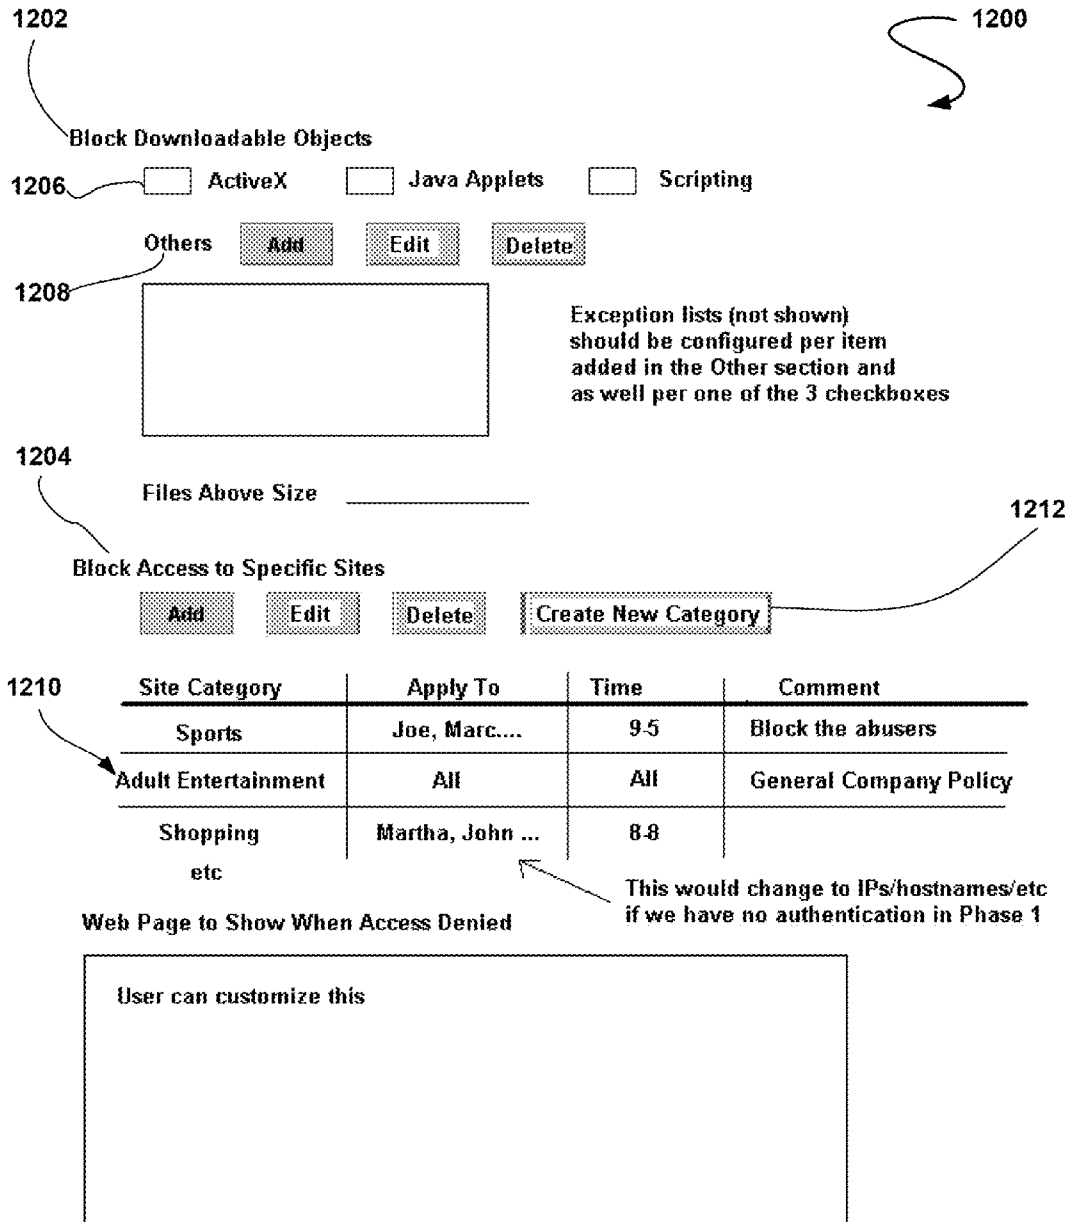 1202
1200
Block Downloadable Objects
1206
ActiveX Java Applets Scripting
Others Add Edit Delete
1208
Exception lists (not shown)
should be configured per item
added in the Other section and
as well per one of the 3 checkboxes
1204
Files Above Size
1212
Block Access to Specific Sites
Add Edit Delete Create New Category
1210
Site Category Apply To Time Comment
Sports Joe, Marc.... 9-5 Block the abusers
Adult Entertainment All All General Company Policy
Shopping Martha, John ... 8-8
etc
This would change to IPs/hostnames/etc
if we have no authentication in Phase 1
Web Page to Show When Access Denied
User can customize this